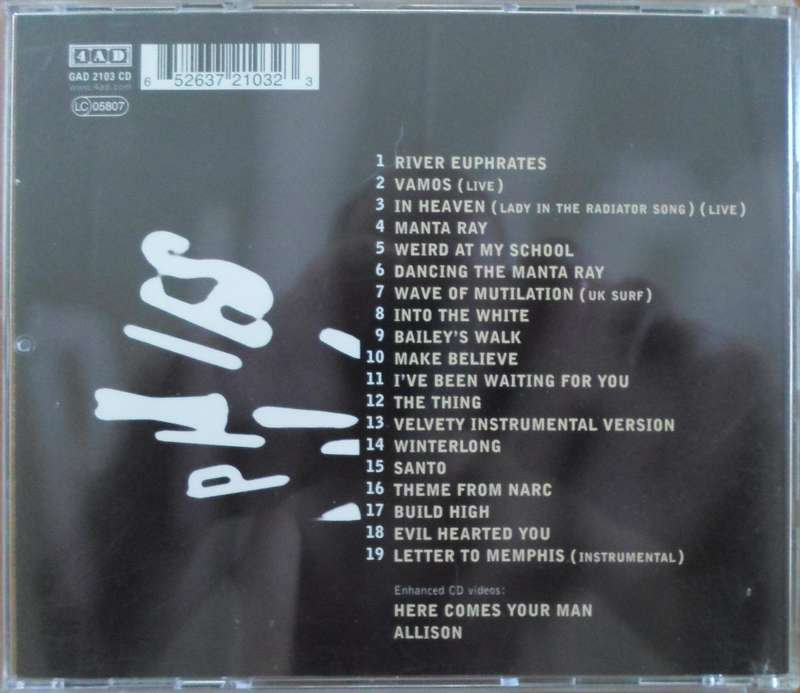 4AD
GAD 2103 CD
www.4ad.com
LC 05807
6 52637 21032 3
1 RIVER EUPHRATES
2 VAMOS (LIVE)
3 IN HEAVEN (LADY IN THE RADIATOR SONG) (LIVE)
4 MANTA RAY
5 WEIRD AT MY SCHOOL
6 DANCING THE MANTA RAY
7 WAVE OF MUTILATION (UK SURF)
8 INTO THE WHITE
9 BAILEY'S WALK
10 MAKE BELIEVE
11 I'VE BEEN WAITING FOR YOU
12 THE THING
13 VELVETY INSTRUMENTAL VERSION
14 WINTERLONG
15 SANTO
16 THEME FROM NARC
17 BUILD HIGH
18 EVIL HEARTED YOU
19 LETTER TO MEMPHIS (INSTRUMENTAL)
Enhanced CD videos:
HERE COMES YOUR MAN
ALLISON